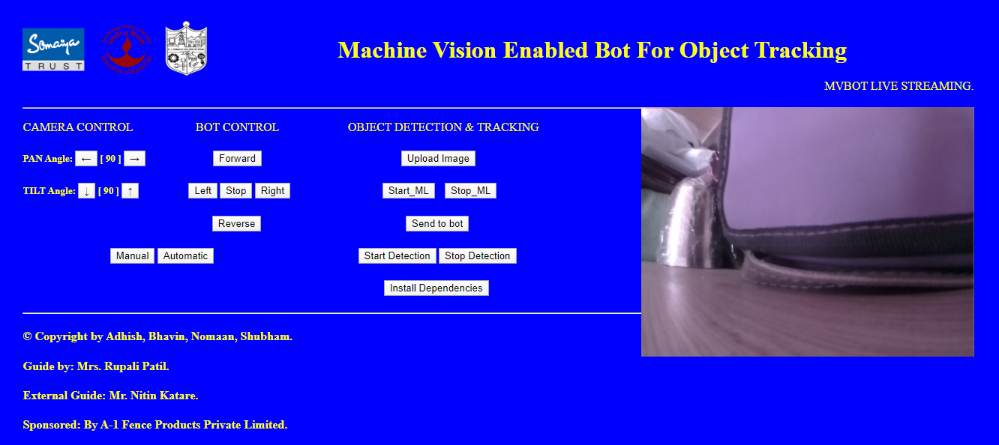 Somaiya
TRUST
Machine Vision Enabled Bot For Object Tracking
MVBOT LIVE STREAMING.
CAMERA CONTROL BOT CONTROL OBJECT DETECTION & TRACKING
PAN Angle: ← [ 90 ] → Forward Upload Image
TILT Angle: ↓ [ 90 ] ↑ Left Stop Right Start_ML Stop_ML
Reverse Send to bot
Manual Automatic Start Detection Stop Detection
Install Dependencies
© Copyright by Adhish, Bhavin, Nomaan, Shubham.
Guide by: Mrs. Rupali Patil.
External Guide: Mr. Nitin Katare.
Sponsored: By A-1 Fence Products Private Limited.